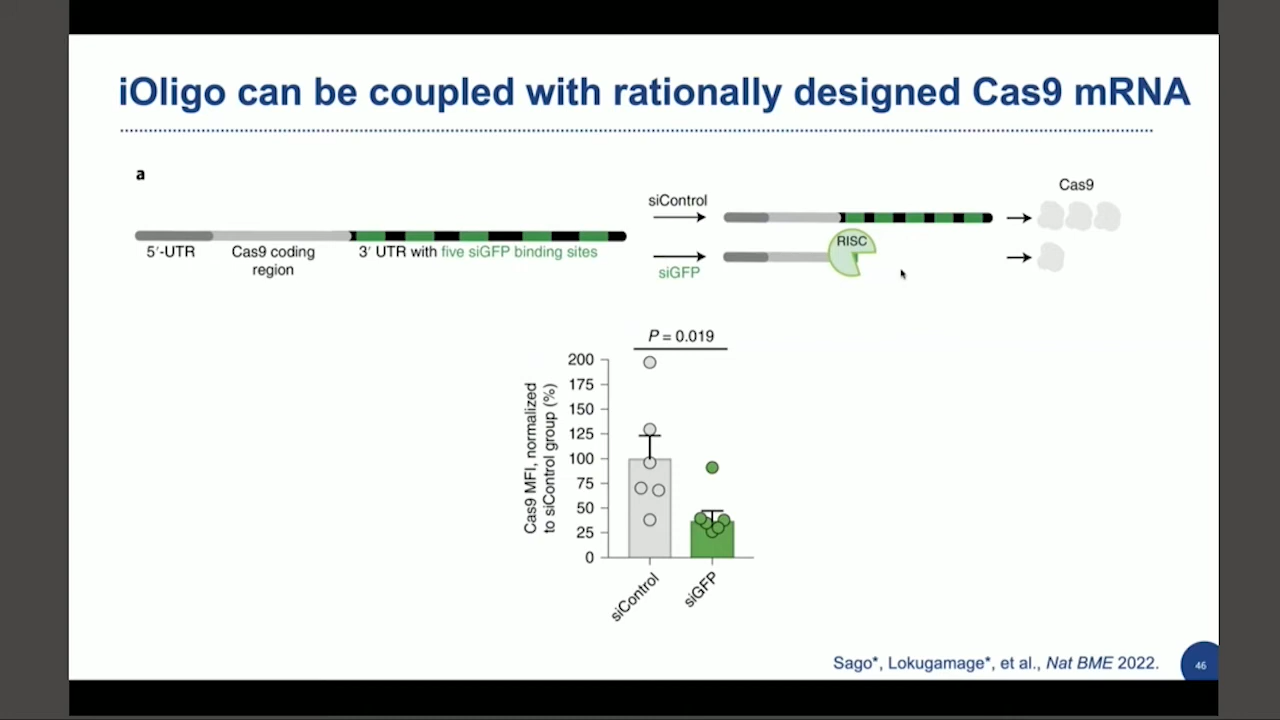 iOligo can be coupled with rationally designed Cas9 mRNA
a
5′-UTR
Cas9 coding
region
3′ UTR with five siGFP binding sites
siControl
siGFP
RISC
Cas9
P = 0.019
Cas9 MFI, normalized
to siControl group (%)
200
175
150
125
100
75
50
25
0
siControl
siGFP
Sago*, Lokugamage*, et al., Nat BME 2022.
46